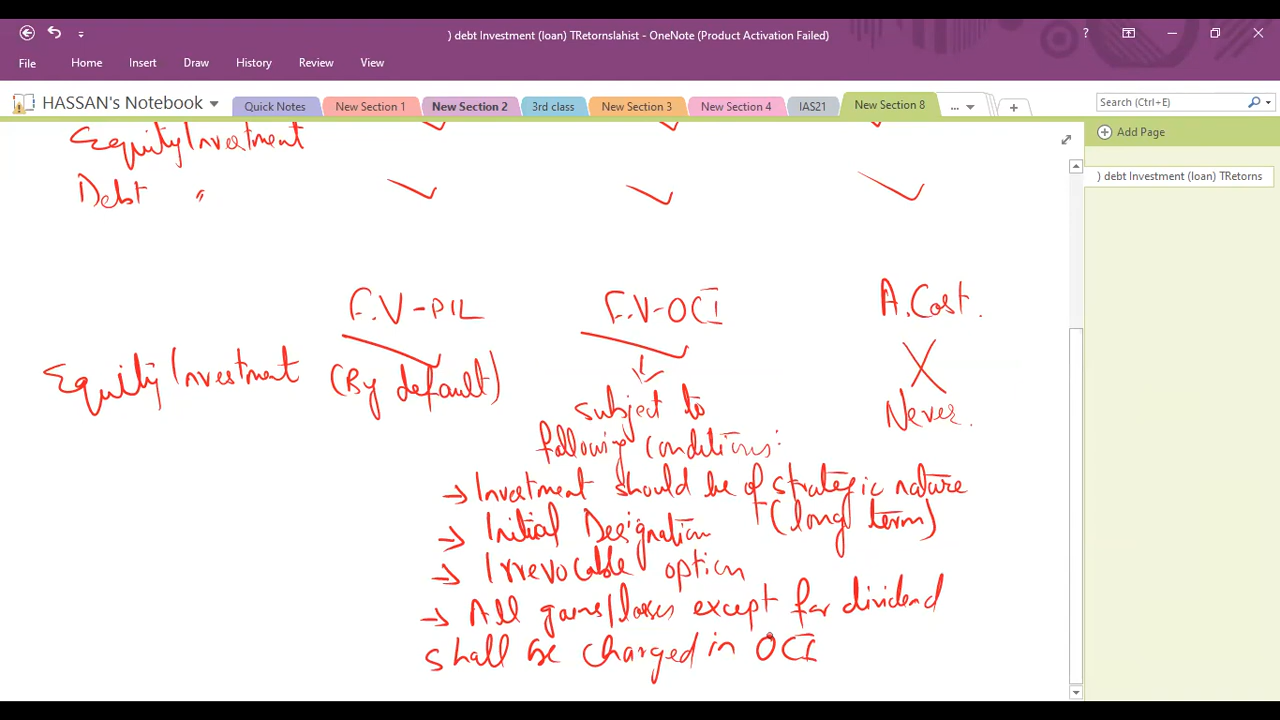 ) debt Investment (loan) TRetornslahist - OneNote (Product Activation Failed)
?
File Home Insert Draw History Review View
HASSAN's Notebook
Quick Notes New Section 1 New Section 2 3rd class New Section 3 New Section 4 IAS21 New Section 8 ...
Search (Ctrl+E)
Add Page
) debt Investment (loan) TRetorns
Equity Investment
Debt "
F.V-P/L F.V-OCI A.Cost.
Equity Investment (By default)
Never.
subject to
following conditions:
→ Investment should be of strategic nature
(long term)
→ Initial Designation
→ Irrevocable option
→ All gains/losses except for dividend
shall be charged in OCI